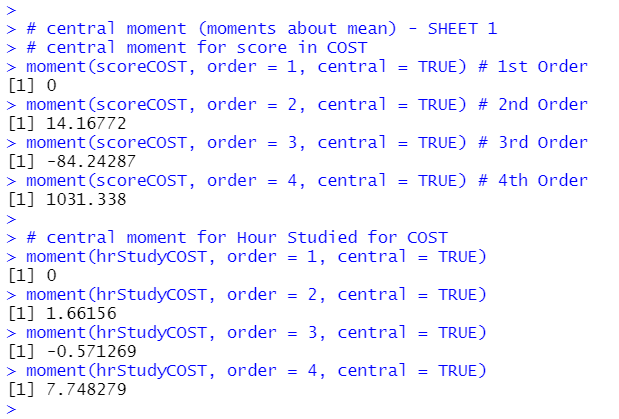 >
> # central moment (moments about mean) - SHEET 1
> # central moment for score in COST
> moment(scoreCOST, order = 1, central = TRUE) # 1st Order
[1] 0
> moment(scoreCOST, order = 2, central = TRUE) # 2nd Order
[1] 14.16772
> moment(scoreCOST, order = 3, central = TRUE) # 3rd Order
[1] -84.24287
> moment(scoreCOST, order = 4, central = TRUE) # 4th Order
[1] 1031.338
>
> # central moment for Hour Studied for COST
> moment(hrStudyCOST, order = 1, central = TRUE)
[1] 0
> moment(hrStudyCOST, order = 2, central = TRUE)
[1] 1.66156
> moment(hrStudyCOST, order = 3, central = TRUE)
[1] -0.571269
> moment(hrStudyCOST, order = 4, central = TRUE)
[1] 7.748279
>